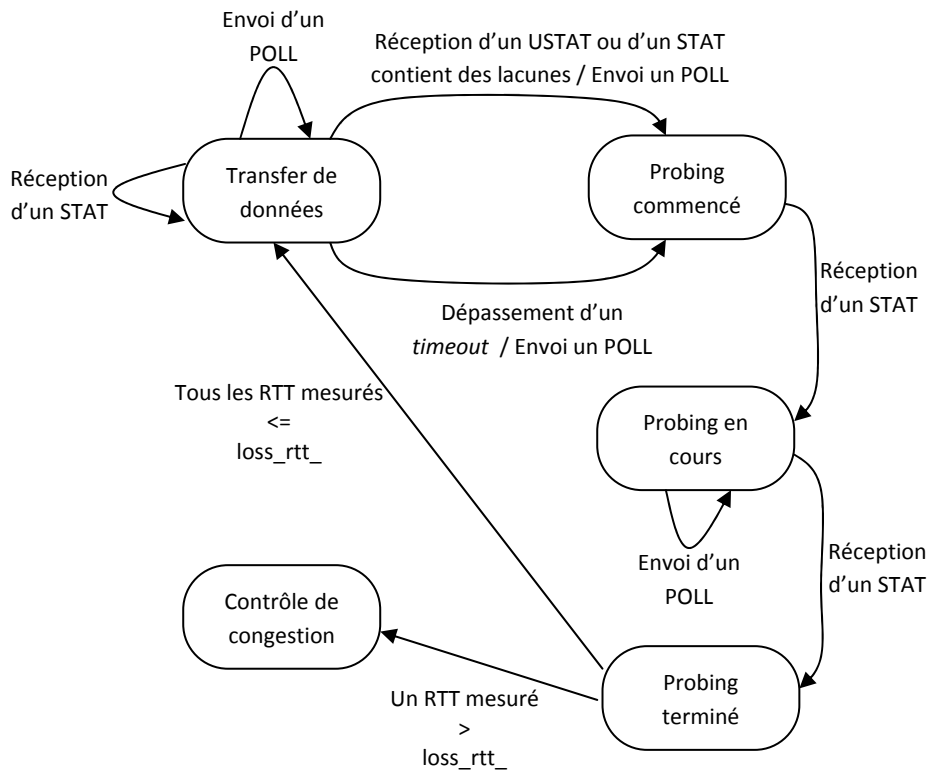 Envoi d'un
POLL
Réception d'un USTAT ou d'un STAT
contient des lacunes / Envoi un POLL
Réception
d'un STAT
Transfer de
données
Probing
commencé
Réception
d'un STAT
Dépassement d'un
timeout / Envoi un POLL
Tous les RTT mesurés
<=
loss_rtt_
Probing en
cours
Envoi d'un
POLL
Réception
d'un STAT
Contrôle de
congestion
Probing
terminé
Un RTT mesuré
>
loss_rtt_